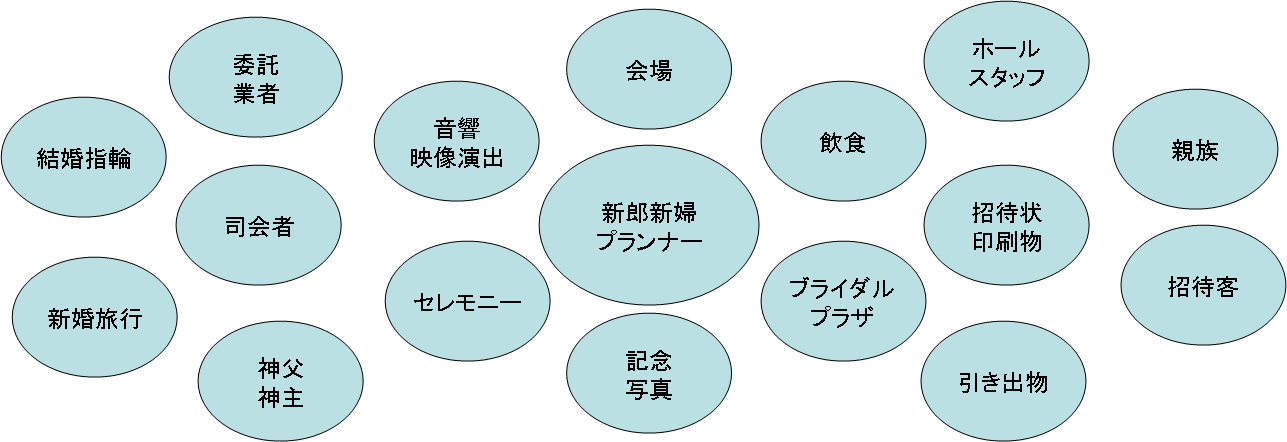 委託
業者
結婚指輪
司会者
新婚旅行
神父
神主
音響
映像演出
セレモニー
会場
新郎新婦
プランナー
記念
写真
飲食
ブライダル
プラザ
ホール
スタッフ
招待状
印刷物
引き出物
親族
招待客